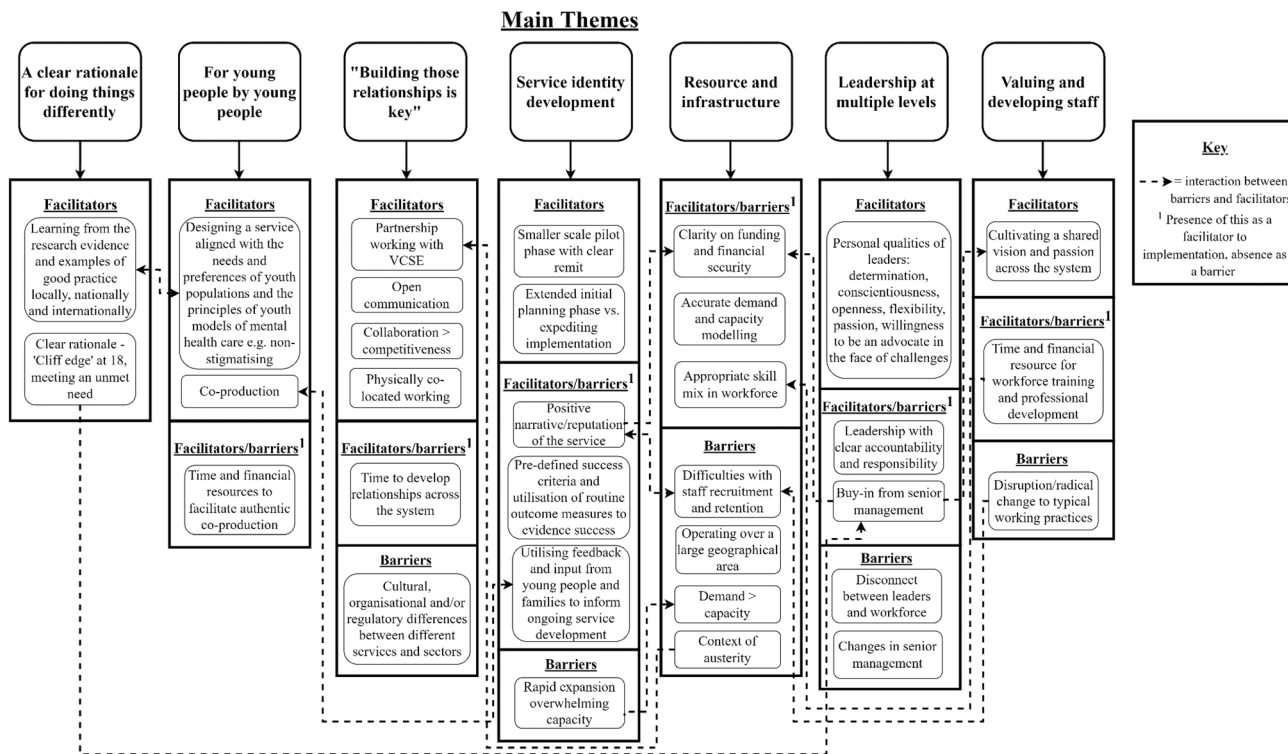 Main Themes
A clear rationale
for doing things
differently
For young
people by young
people
"Building those
relationships is
key"
Service identity
development
Resource and
infrastructure
Leadership at
multiple levels
Valuing and
developing staff
Facilitators
Learning from the
research evidence
and examples of
good practice
locally, nationally
and internationally
Clear rationale -
'Cliff edge' at 18,
meeting an unmet
need
Facilitators
Designing a service
aligned with the
needs and
preferences of youth
populations and the
principles of youth
models of mental
health care e.g. non-
stigmatising
Co-production
Facilitators/barriers1
Time and financial
resources to
facilitate authentic
co-production
Facilitators
Partnership
working with
VCSE
Open
communication
Collaboration >
competitiveness
Physically co-
located working
Facilitators/barriers1
Time to develop
relationships across
the system
Barriers
Cultural,
organisational and/or
regulatory differences
between different
services and sectors
Facilitators
Smaller scale pilot
phase with clear
remit
Extended initial
planning phase vs.
expediting
implementation
Facilitators/barriers1
Positive
narrative/reputation
of the service
Pre-defined success
criteria and
utilisation of routine
outcome measures to
evidence success
Utilising feedback
and input from
young people and
families to inform
ongoing service
development
Barriers
Rapid expansion
overwhelming
capacity
Facilitators/barriers1
Clarity on funding
and financial
security
Accurate demand
and capacity
modelling
Appropriate skill
mix in workforce
Barriers
Difficulties with
staff recruitment
and retention
Operating over a
large geographical
area
Demand >
capacity
Context of
austerity
Facilitators
Personal qualities of
leaders:
determination,
conscientiousness,
openness, flexibility,
passion, willingness
to be an advocate in
the face of challenges
Facilitators/barriers1
Leadership with
clear accountability
and responsibility
Buy-in from senior
management
Barriers
Disconnect
between leaders
and workforce
Changes in senior
management
Facilitators
Cultivating a shared
vision and passion
across the system
Facilitators/barriers1
Time and financial
resource for
workforce training
and professional
development
Barriers
Disruption/radical
change to typical
working practices
Key
= interaction between
barriers and facilitators
1 Presence of this as a
facilitator to
implementation, absence as
a barrier